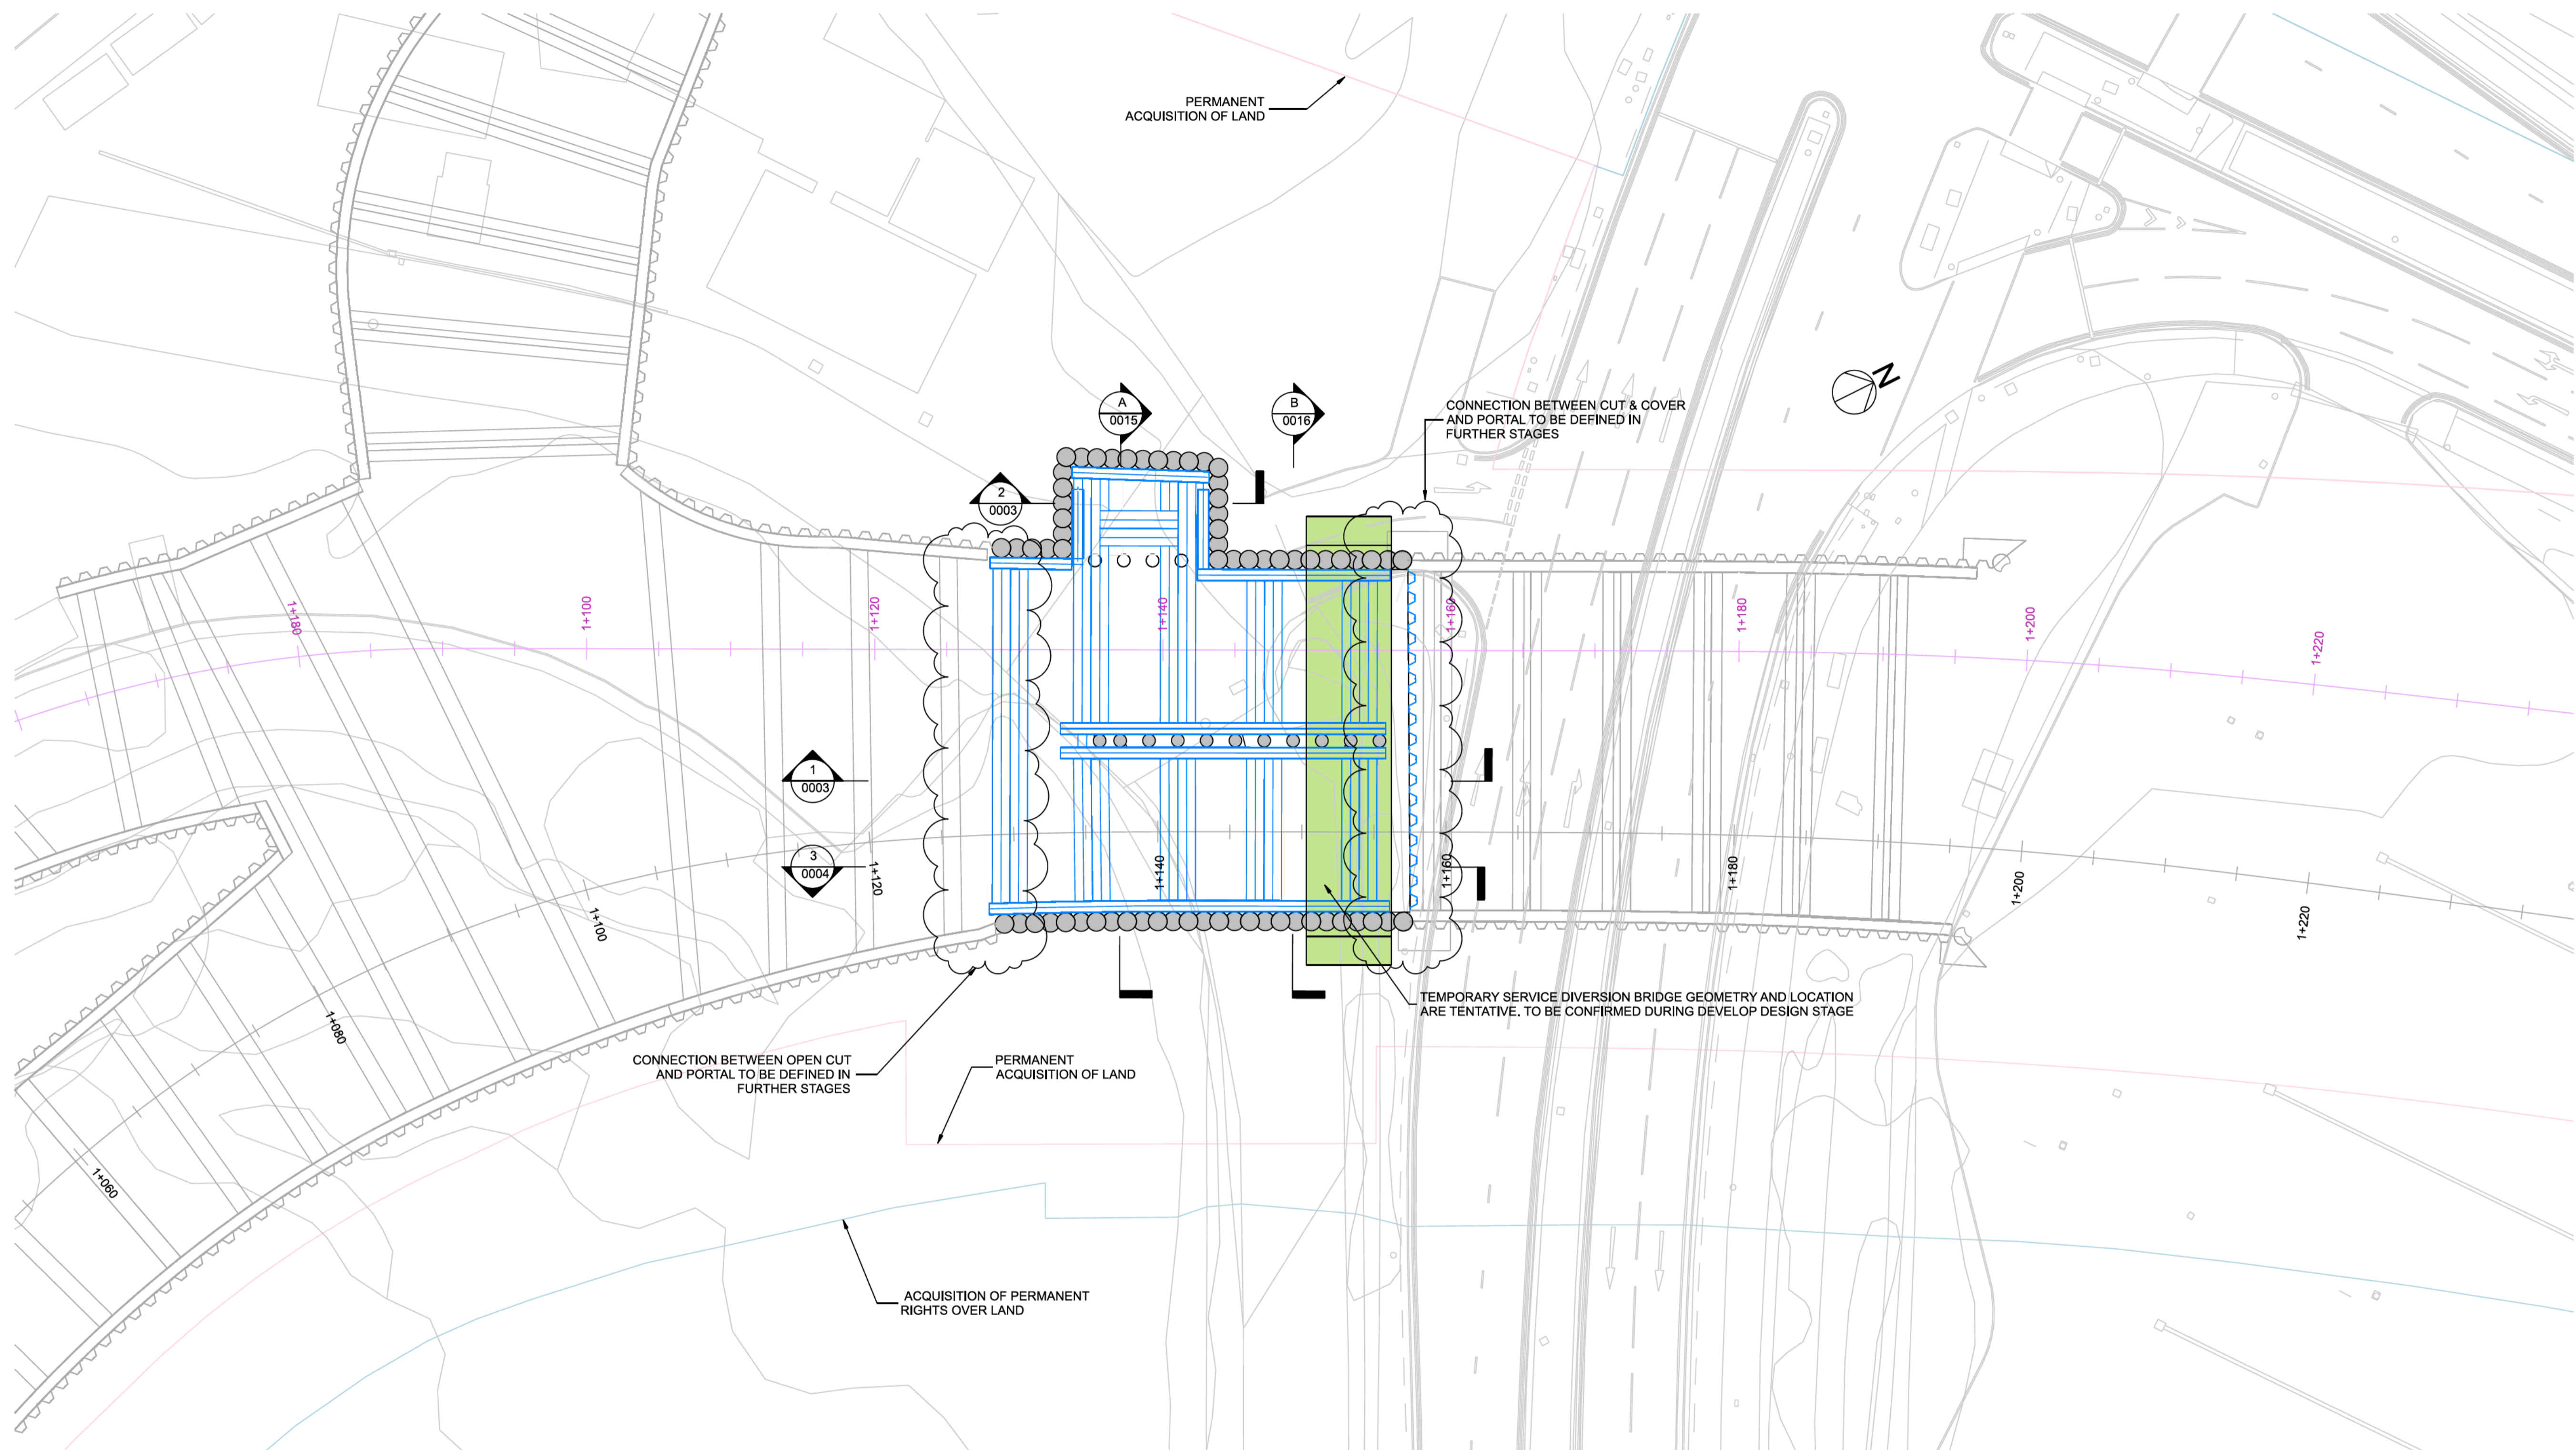 PERMANENT
ACQUISITION OF LAND
N
A
0015
B
0016
CONNECTION BETWEEN CUT & COVER
AND PORTAL TO BE DEFINED IN
FURTHER STAGES
2
0003
1+180
1+100
1+120
1+140
1+160
1+180
1+200
1+220
1
0003
3
0004
1+060
1+080
1+100
1+120
1+140
1+160
1+180
1+200
1+220
TEMPORARY SERVICE DIVERSION BRIDGE GEOMETRY AND LOCATION
ARE TENTATIVE. TO BE CONFIRMED DURING DEVELOP DESIGN STAGE
CONNECTION BETWEEN OPEN CUT
AND PORTAL TO BE DEFINED IN
FURTHER STAGES
PERMANENT
ACQUISITION OF LAND
ACQUISITION OF PERMANENT
RIGHTS OVER LAND